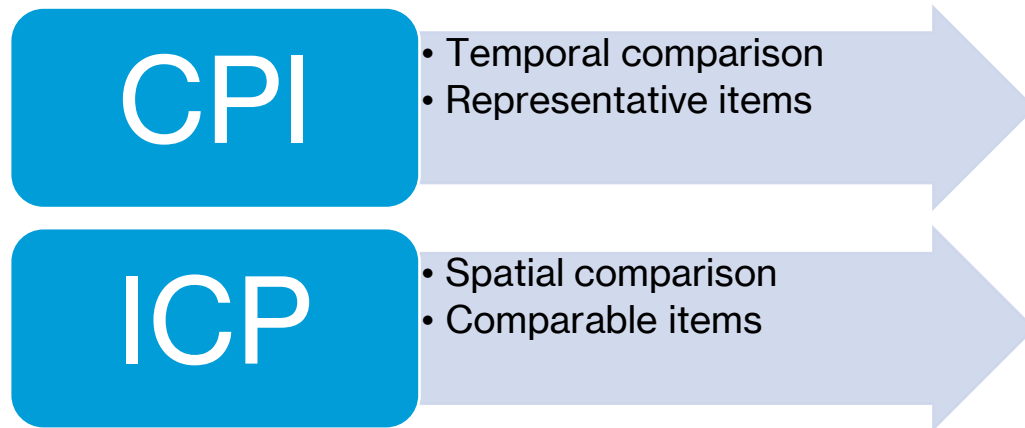 CPI
• Temporal comparison
• Representative items
ICP
• Spatial comparison
• Comparable items